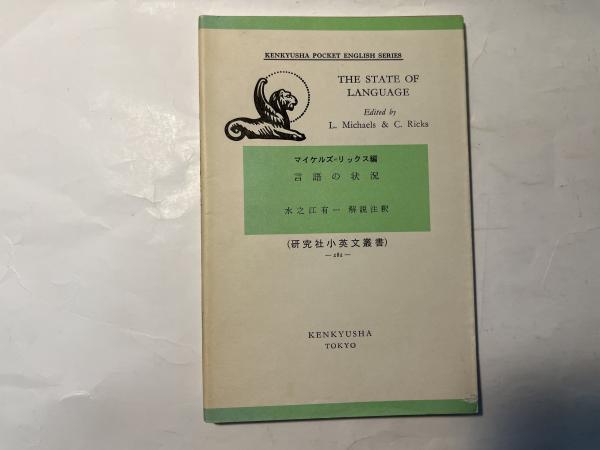 KENKYUSHA POCKET ENGLISH SERIES
THE STATE OF
LANGUAGE
Edited by
L. Michaels & C. Ricks
マイケルズ=リックス編
言語の状況
水之江有一 解説注釈
(研究社小英文叢書)
— 282 —
KENKYUSHA
TOKYO